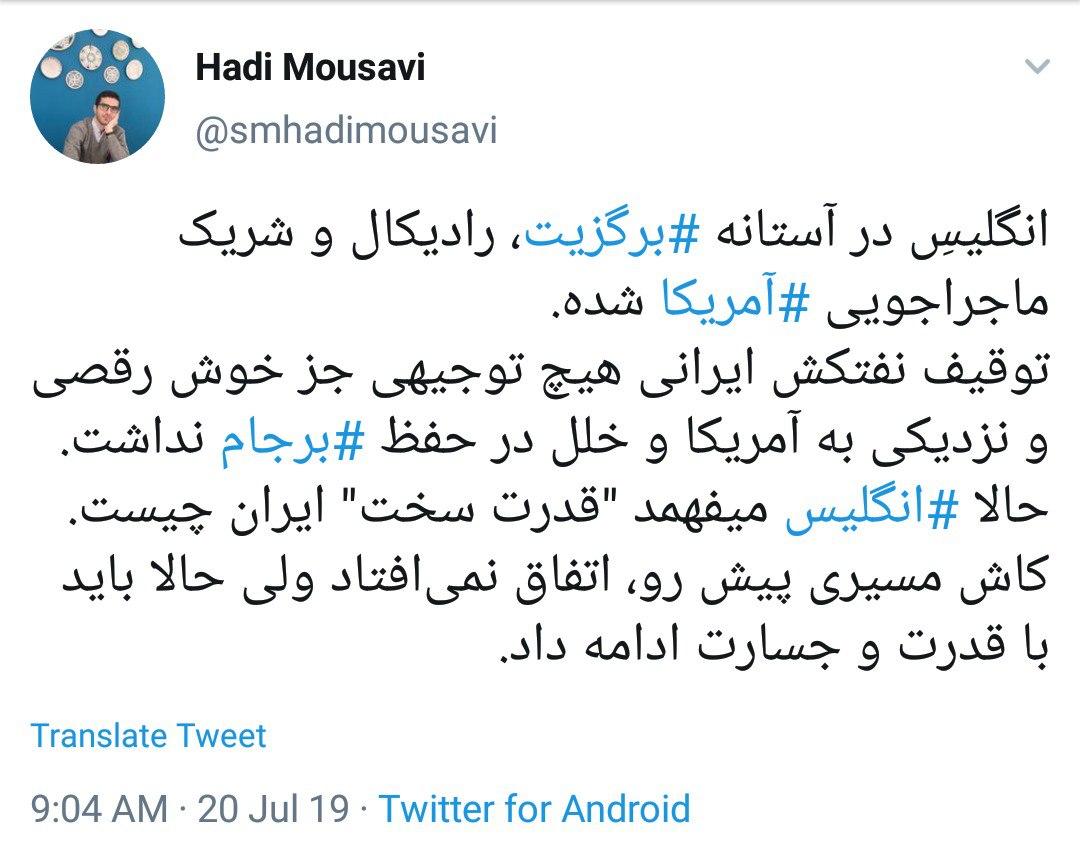 Hadi Mousavi
@smhadimousavi
انگلیسِ در آستانه #برگزیت، رادیکال و شریک
ماجراجویی #آمریکا شده.
توقیف نفتکش ایرانی هیچ توجیهی جز خوش رقصی
و نزدیکی به آمریکا و خلل در حفظ #برجام نداشت.
حالا #انگلیس میفهمد "قدرت سخت" ایران چیست.
کاش مسیری پیش رو، اتفاق نمی‌افتاد ولی حالا باید
با قدرت و جسارت ادامه داد.
Translate Tweet
9:04 AM · 20 Jul 19 · Twitter for Android